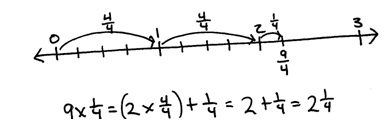 4/4 4/4 1/4
0 1 2 3
9/4
9 x 1/4 = (2 x 4/4) + 1/4 = 2 + 1/4 = 2 1/4